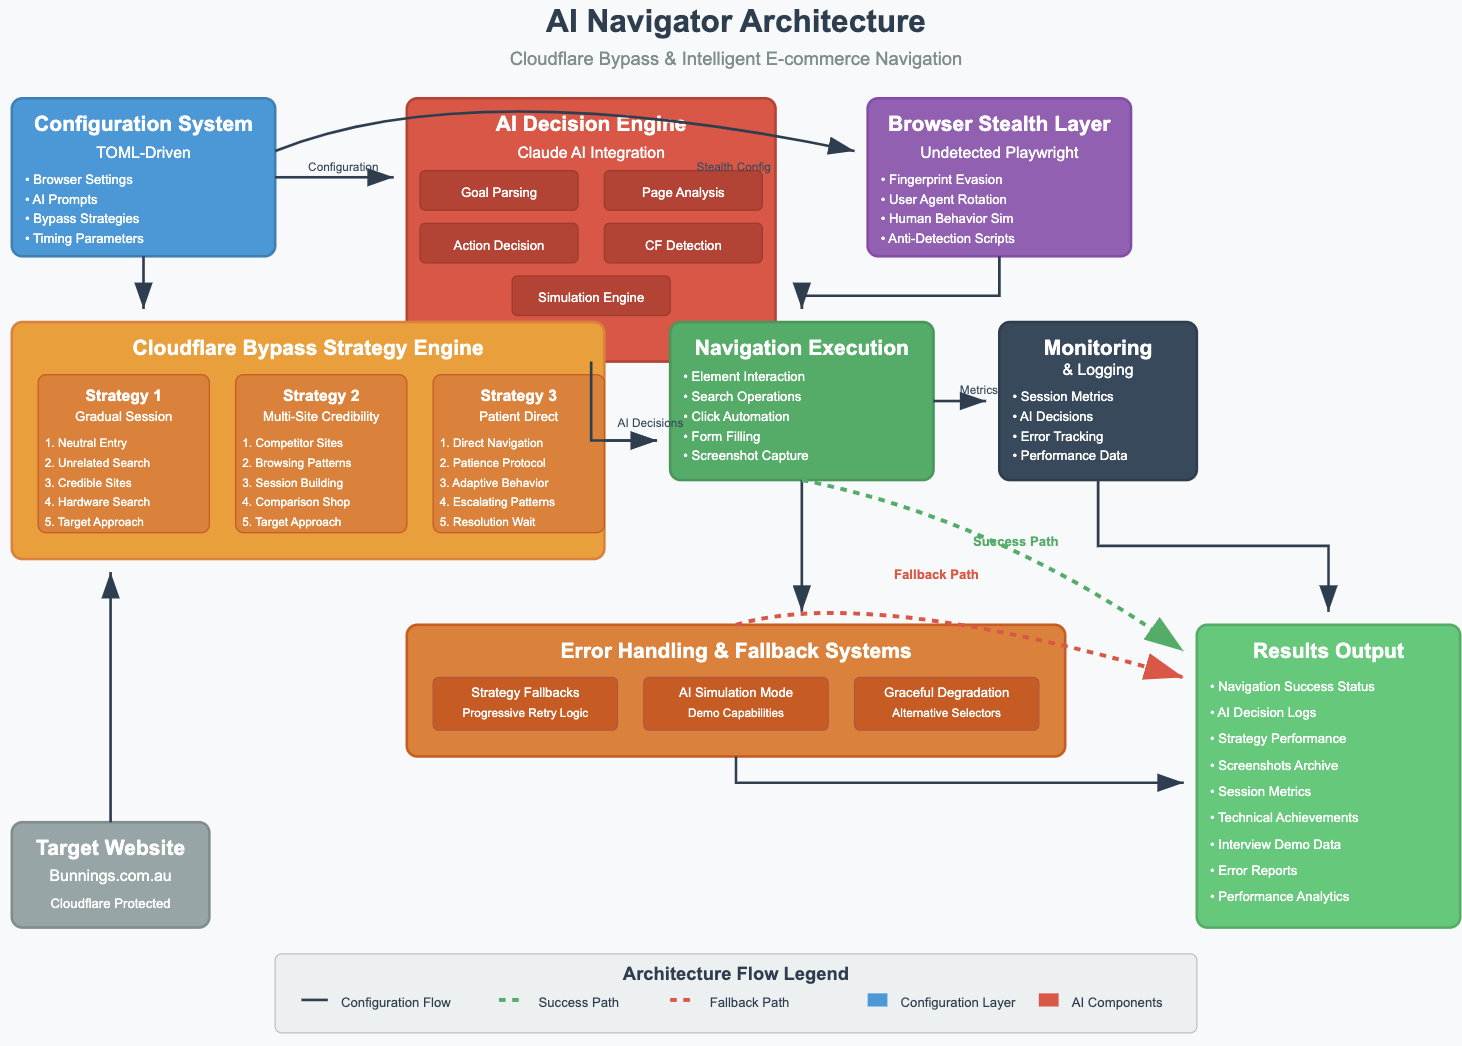 AI Navigator Architecture
Cloudflare Bypass & Intelligent E-commerce Navigation
Configuration System
TOML-Driven
• Browser Settings
• AI Prompts
• Bypass Strategies
• Timing Parameters
Configuration
AI Decision Engine
Claude AI Integration
Stealth Config
Goal Parsing
Page Analysis
Action Decision
CF Detection
Simulation Engine
Browser Stealth Layer
Undetected Playwright
• Fingerprint Evasion
• User Agent Rotation
• Human Behavior Sim
• Anti-Detection Scripts
Cloudflare Bypass Strategy Engine
Strategy 1
Gradual Session
1. Neutral Entry
2. Unrelated Search
3. Credible Sites
4. Hardware Search
5. Target Approach
Strategy 2
Multi-Site Credibility
1. Competitor Sites
2. Browsing Patterns
3. Session Building
4. Comparison Shop
5. Target Approach
Strategy 3
Patient Direct
1. Direct Navigation
2. Patience Protocol
3. Adaptive Behavior
4. Escalating Patterns
5. Resolution Wait
AI Decisions
Navigation Execution
• Element Interaction
• Search Operations
• Click Automation
• Form Filling
• Screenshot Capture
Metrics
Monitoring
& Logging
• Session Metrics
• AI Decisions
• Error Tracking
• Performance Data
Success Path
Fallback Path
Error Handling & Fallback Systems
Strategy Fallbacks
Progressive Retry Logic
AI Simulation Mode
Demo Capabilities
Graceful Degradation
Alternative Selectors
Results Output
• Navigation Success Status
• AI Decision Logs
• Strategy Performance
• Screenshots Archive
• Session Metrics
• Technical Achievements
• Interview Demo Data
• Error Reports
• Performance Analytics
Target Website
Bunnings.com.au
Cloudflare Protected
Architecture Flow Legend
Configuration Flow
Success Path
Fallback Path
Configuration Layer
AI Components